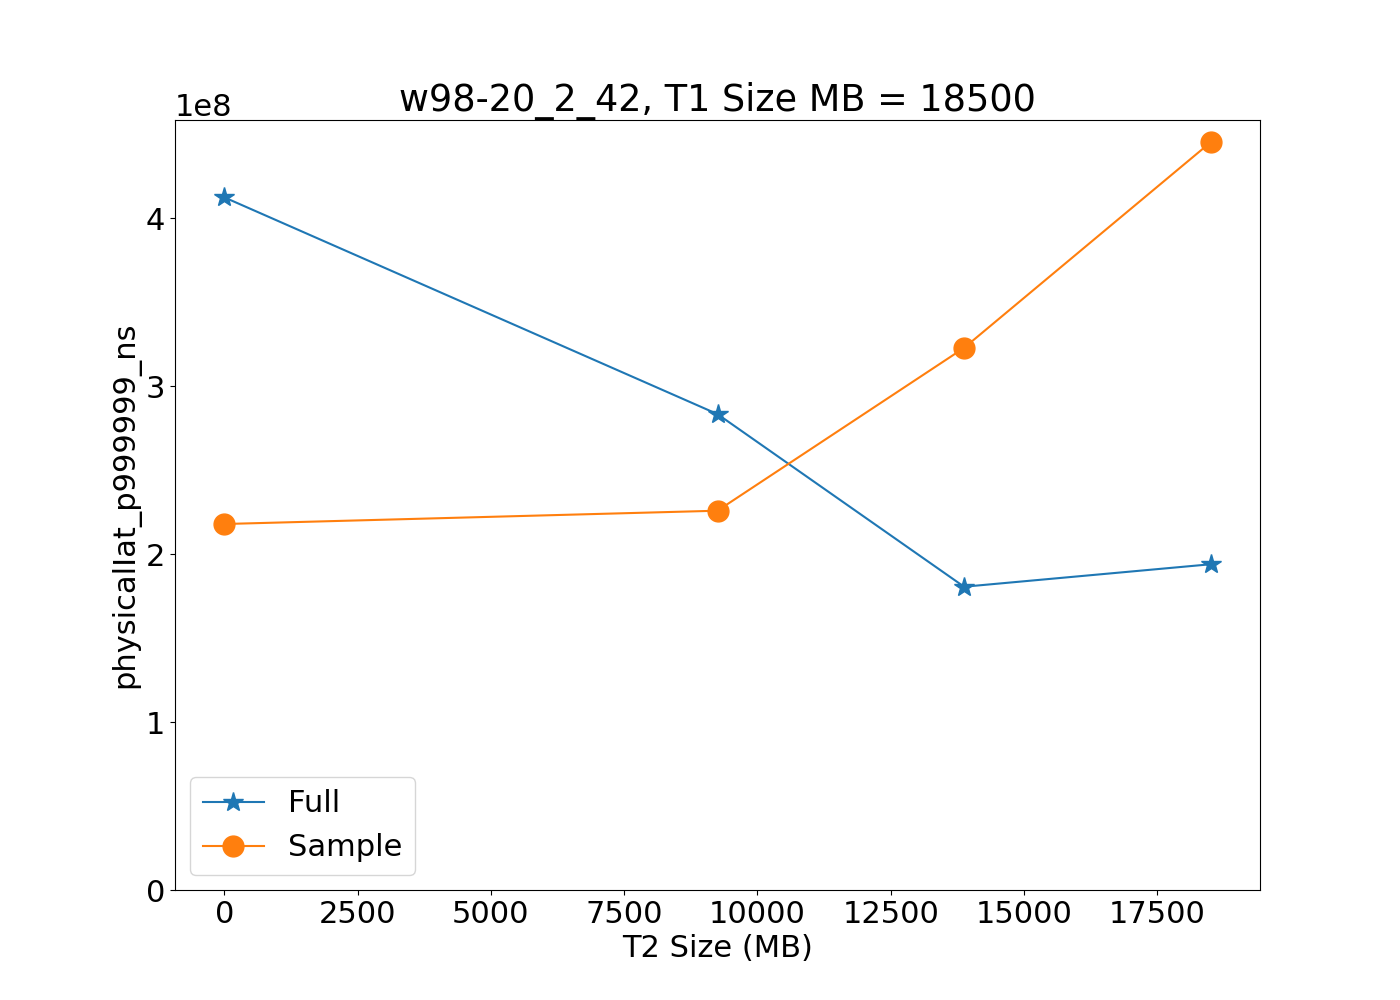 w98-20_2_42, T1 Size MB = 18500
1e8
4
3
2
1
0
physicallat_p999999_ns
Full
Sample
0 2500 5000 7500 10000 12500 15000 17500
T2 Size (MB)